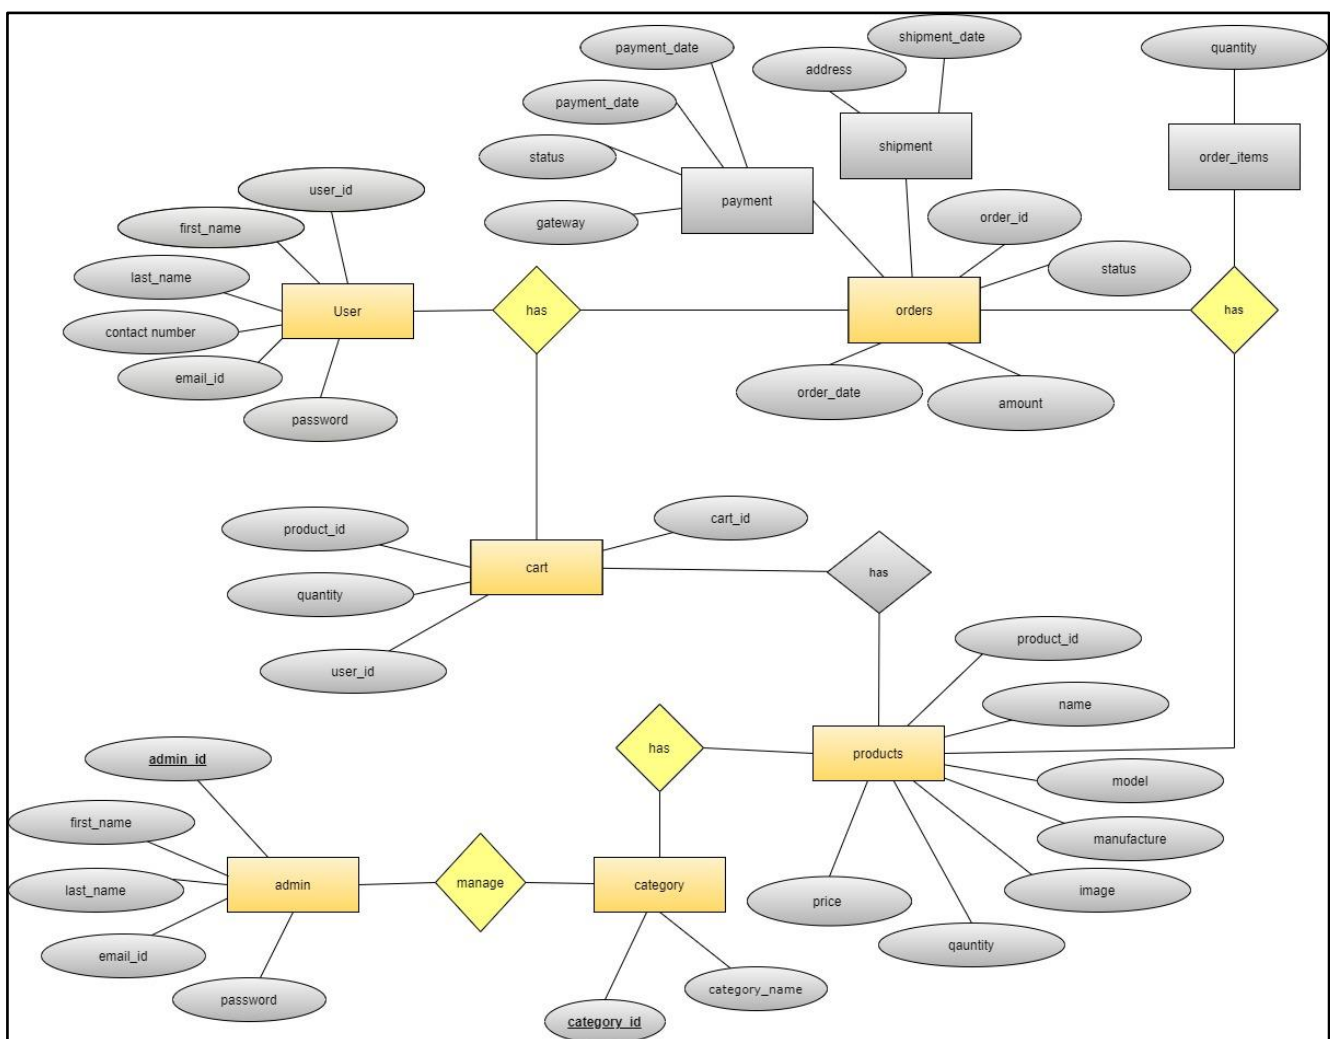 shipment_date
payment_date
quantity
address
payment_date
shipment
order_items
status
user_id
payment
order_id
gateway
first_name
status
last_name
User
has
orders
has
contact number
email_id
order_date
amount
password
cart_id
product_id
cart
has
quantity
product_id
user_id
name
has
products
admin_id
model
first_name
manufacture
admin
manage
category
last_name
image
price
email_id
qauntity
category_name
password
category_id